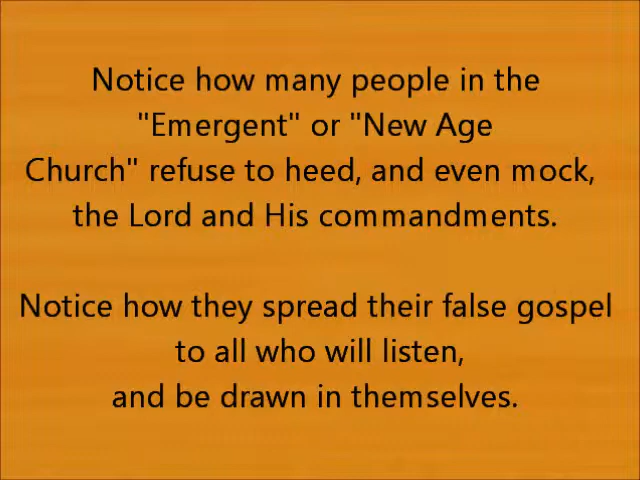 Notice how many people in the
"Emergent" or "New Age
Church" refuse to heed, and even mock,
the Lord and His commandments.
Notice how they spread their false gospel
to all who will listen,
and be drawn in themselves.